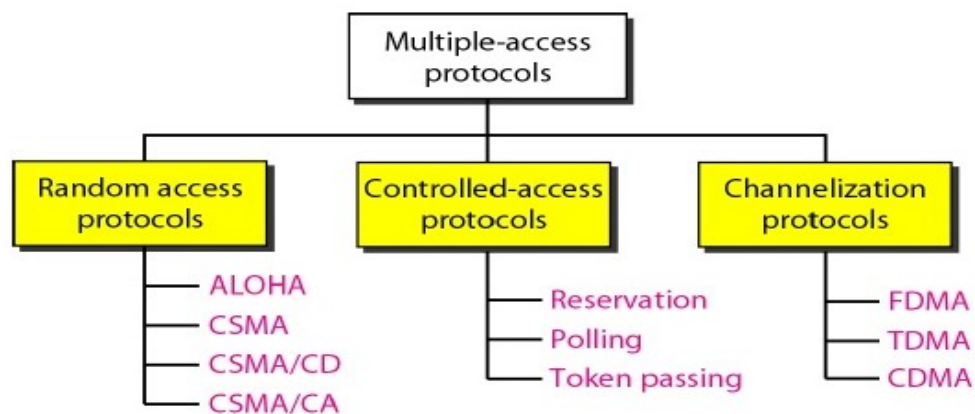 Multiple-access
protocols
Random access
protocols
Controlled-access
protocols
Channelization
protocols
ALOHA
CSMA
CSMA/CD
CSMA/CA
Reservation
Polling
Token passing
FDMA
TDMA
CDMA